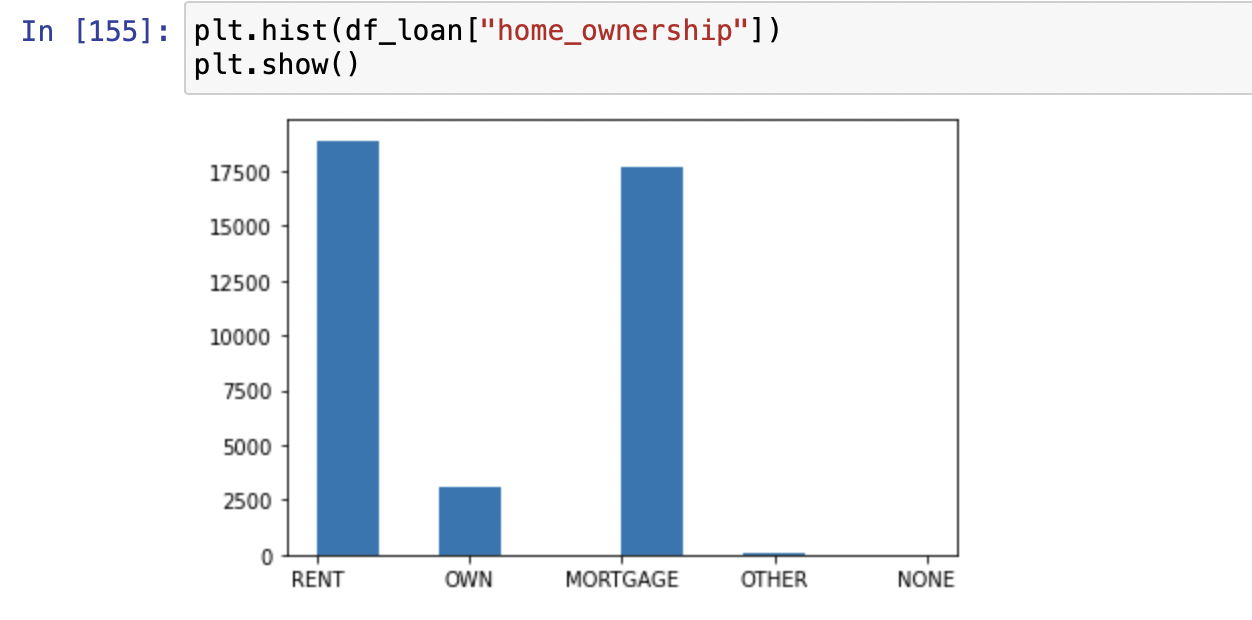 In [155]: plt.hist(df_loan["home_ownership"])
plt.show()
17500
15000
12500
10000
7500
5000
2500
0
RENT OWN MORTGAGE OTHER NONE